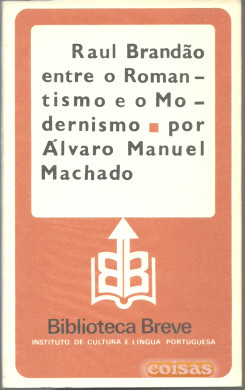 Raul Brandão
entre o Roman-
tismo e o Mo-
dernismo ▪ por
Álvaro Manuel
Machado
BB
Biblioteca Breve
INSTITUTO DE CULTURA E LÍNGUA PORTUGUESA
coisas